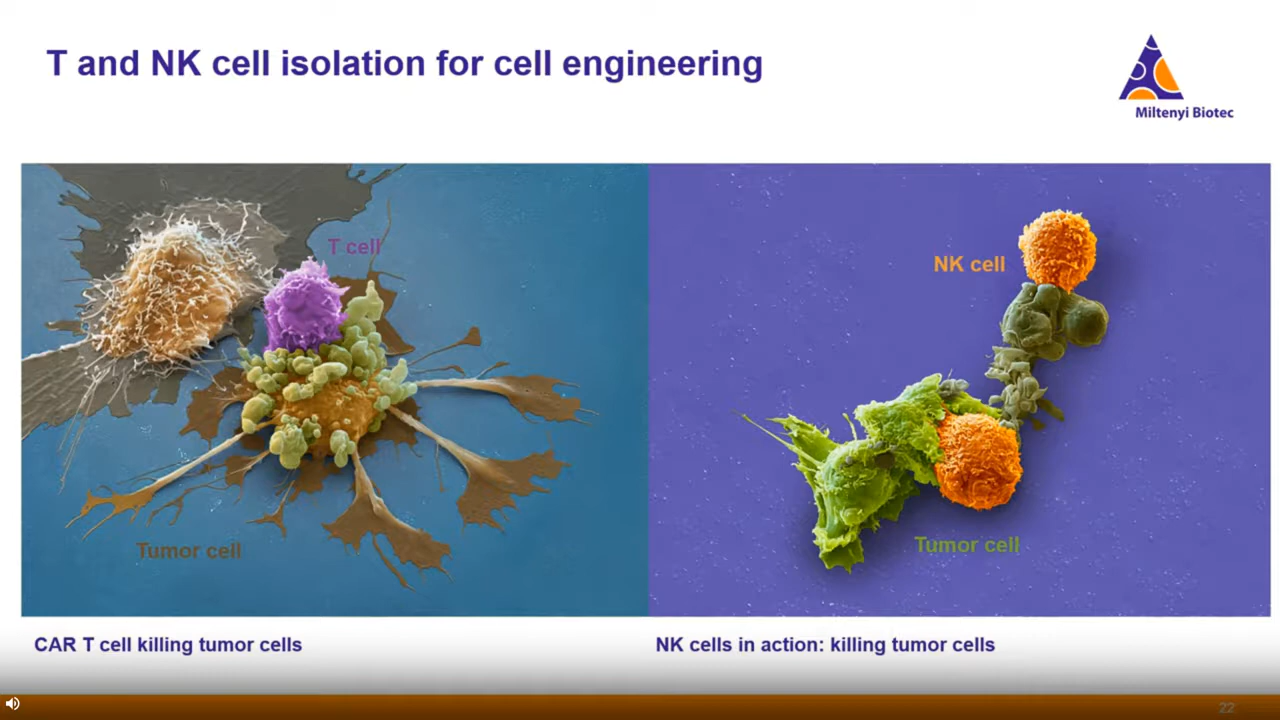 T and NK cell isolation for cell engineering
Miltenyi Biotec
T cell
Tumor cell
NK cell
Tumor cell
CAR T cell killing tumor cells
NK cells in action: killing tumor cells
22